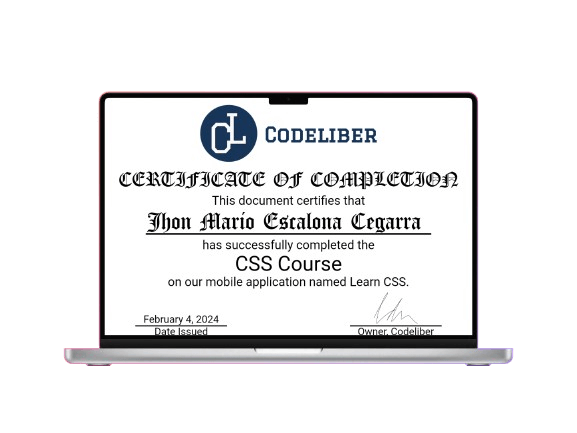 CL CODELIBER
CERTIFICATE OF COMPLETION
This document certifies that
Jhon Mario Escalona Cegarra
has successfully completed the
CSS Course
on our mobile application named Learn CSS.
February 4, 2024
Date Issued
Owner, Codeliber